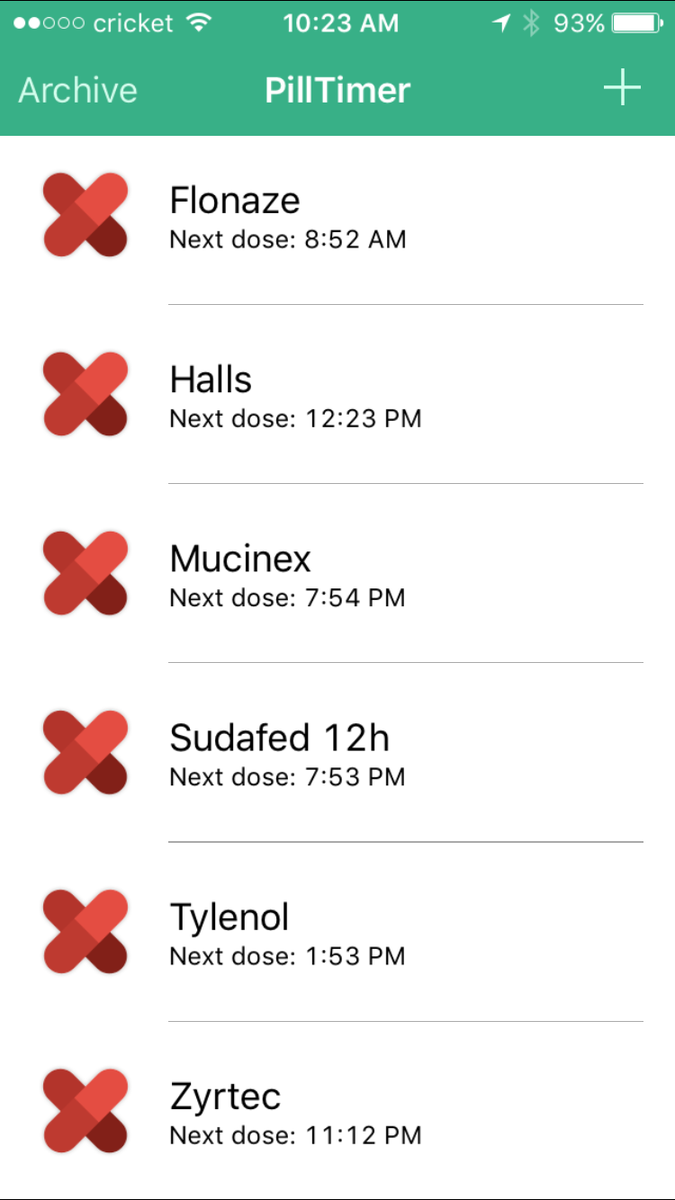 cricket 10:23 AM 93%
Archive PillTimer +
Flonaze
Next dose: 8:52 AM
Halls
Next dose: 12:23 PM
Mucinex
Next dose: 7:54 PM
Sudafed 12h
Next dose: 7:53 PM
Tylenol
Next dose: 1:53 PM
Zyrtec
Next dose: 11:12 PM